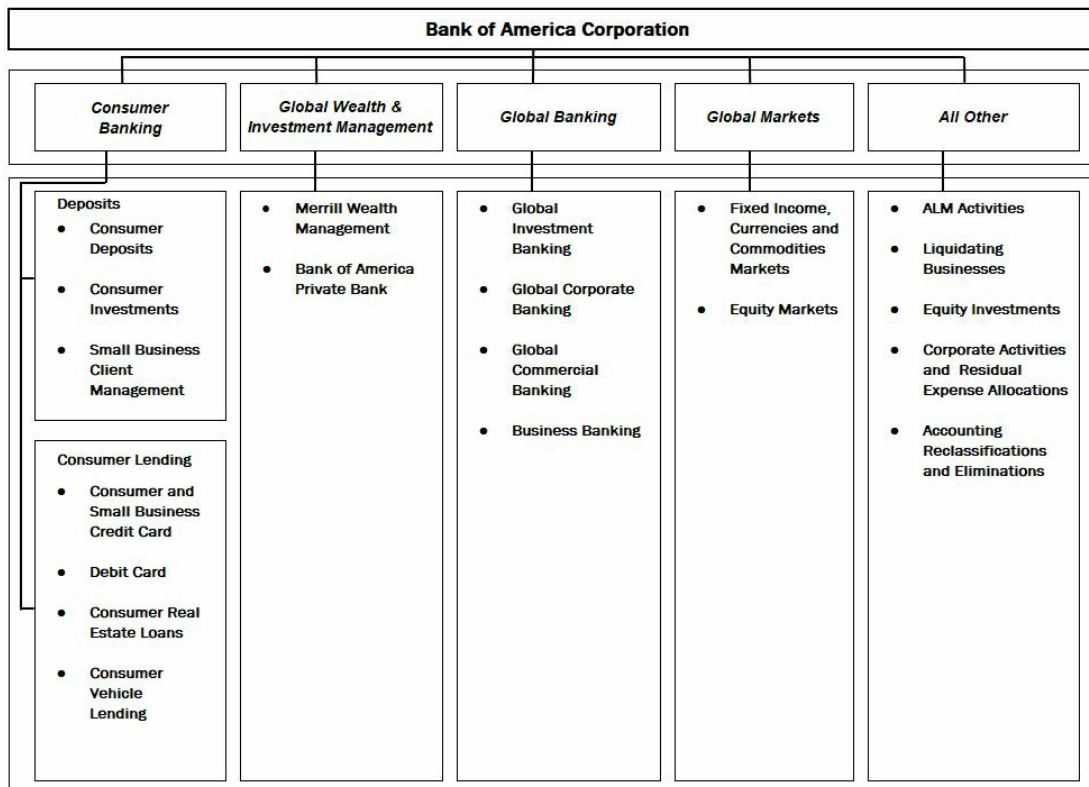 Bank of America Corporation
Consumer
Banking
Global Wealth &
Investment Management
Global Banking
Global Markets
All Other
Deposits
● Consumer
Deposits
● Consumer
Investments
● Small Business
Client
Management
Consumer Lending
● Consumer and
Small Business
Credit Card
● Debit Card
● Consumer Real
Estate Loans
● Consumer
Vehicle
Lending
● Merrill Wealth
Management
● Bank of America
Private Bank
● Global
Investment
Banking
● Global Corporate
Banking
● Global
Commercial
Banking
● Business Banking
● Fixed Income,
Currencies and
Commodities
Markets
● Equity Markets
● ALM Activities
● Liquidating
Businesses
● Equity Investments
● Corporate Activities
and Residual
Expense Allocations
● Accounting
Reclassifications
and Eliminations